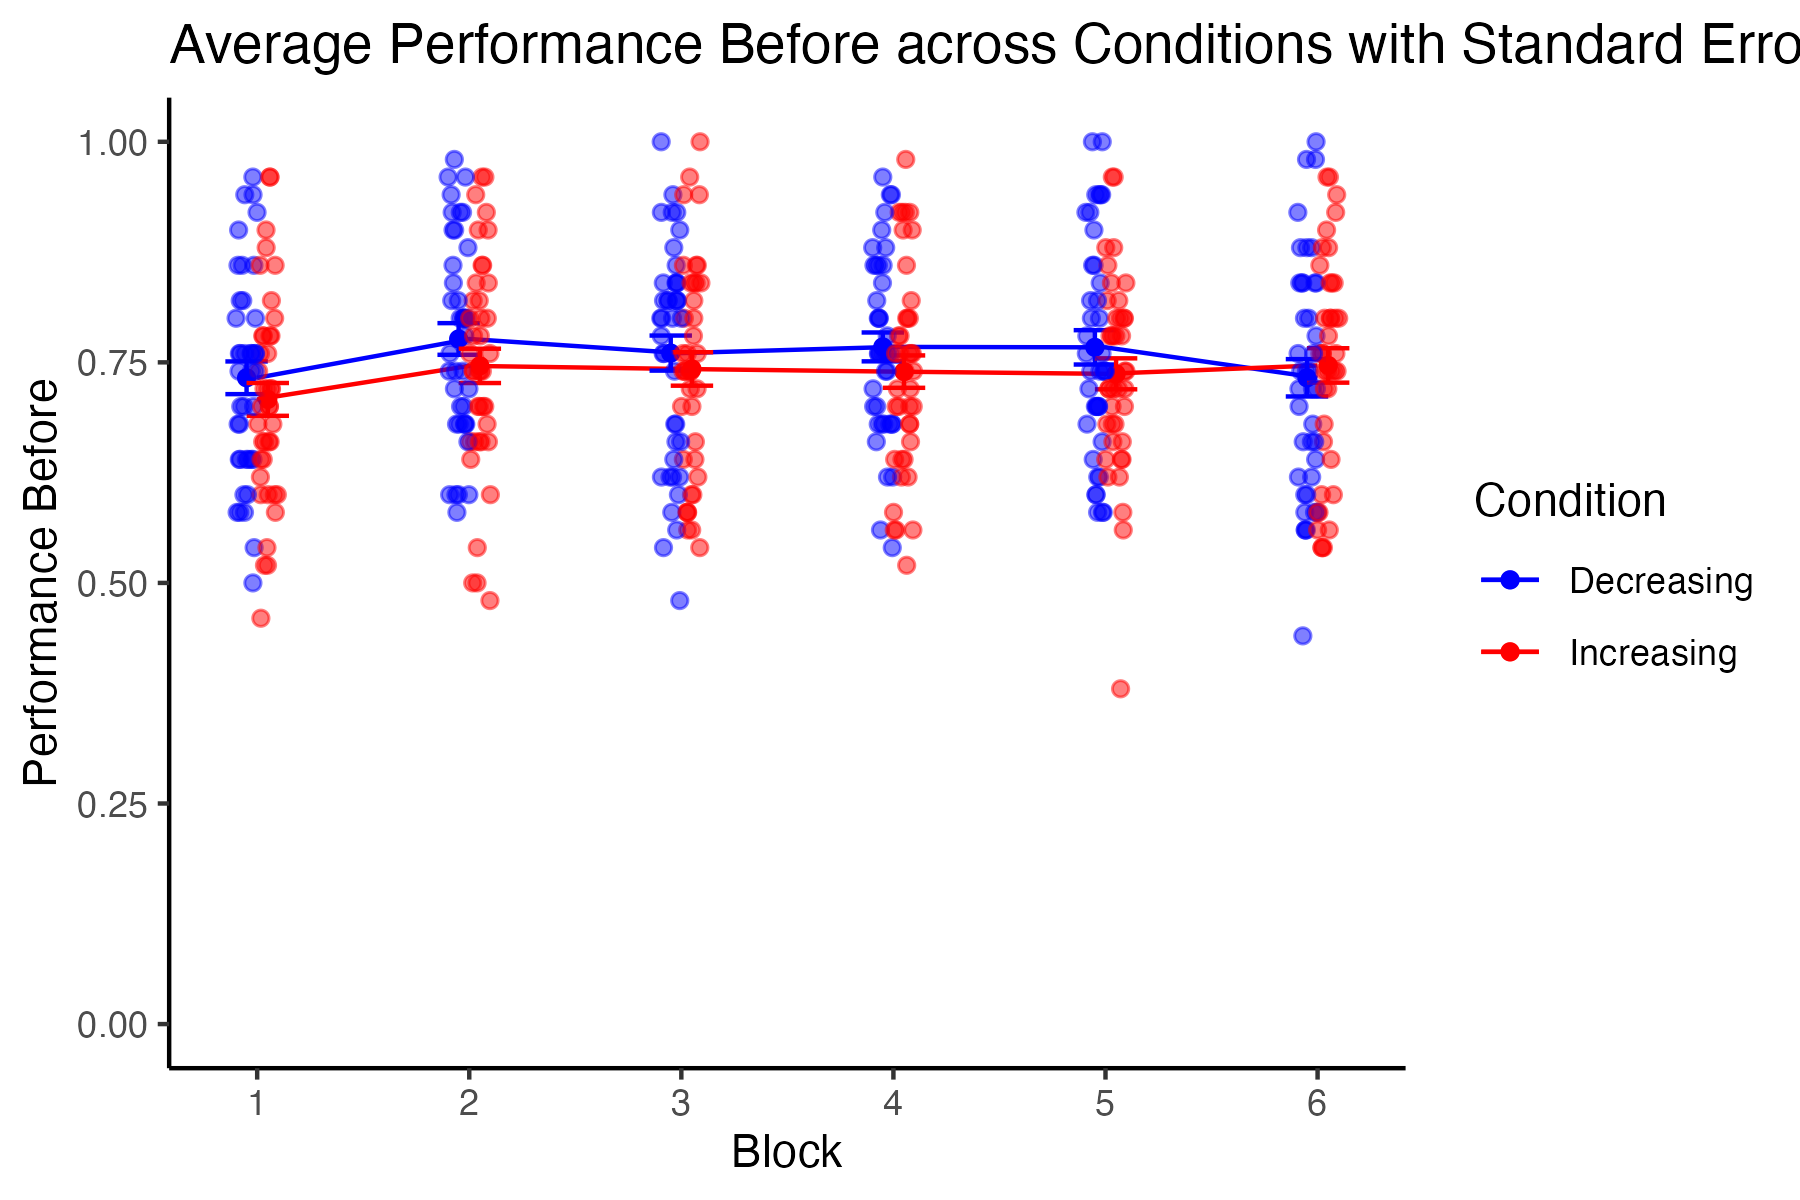 Average Performance Before across Conditions with Standard Erro
Performance Before
1.00
0.75
0.50
0.25
0.00
1 2 3 4 5 6
Block
Condition
Decreasing
Increasing